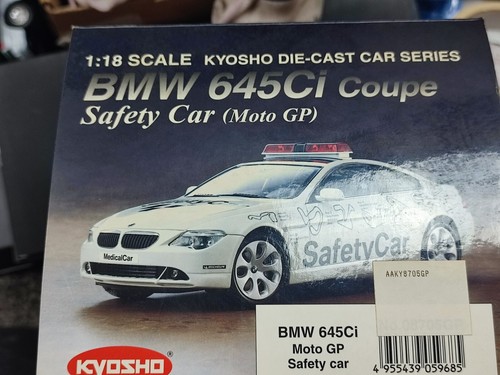 1:18 SCALE KYOSHO DIE-CAST CAR SERIES
BMW 645Ci Coupe
Safety Car (Moto GP)
MedicalCar
SafetyCar
AAKY8705GP
BMW 645Ci
Moto GP
Safety car
4 955439 059685
KYOSHO